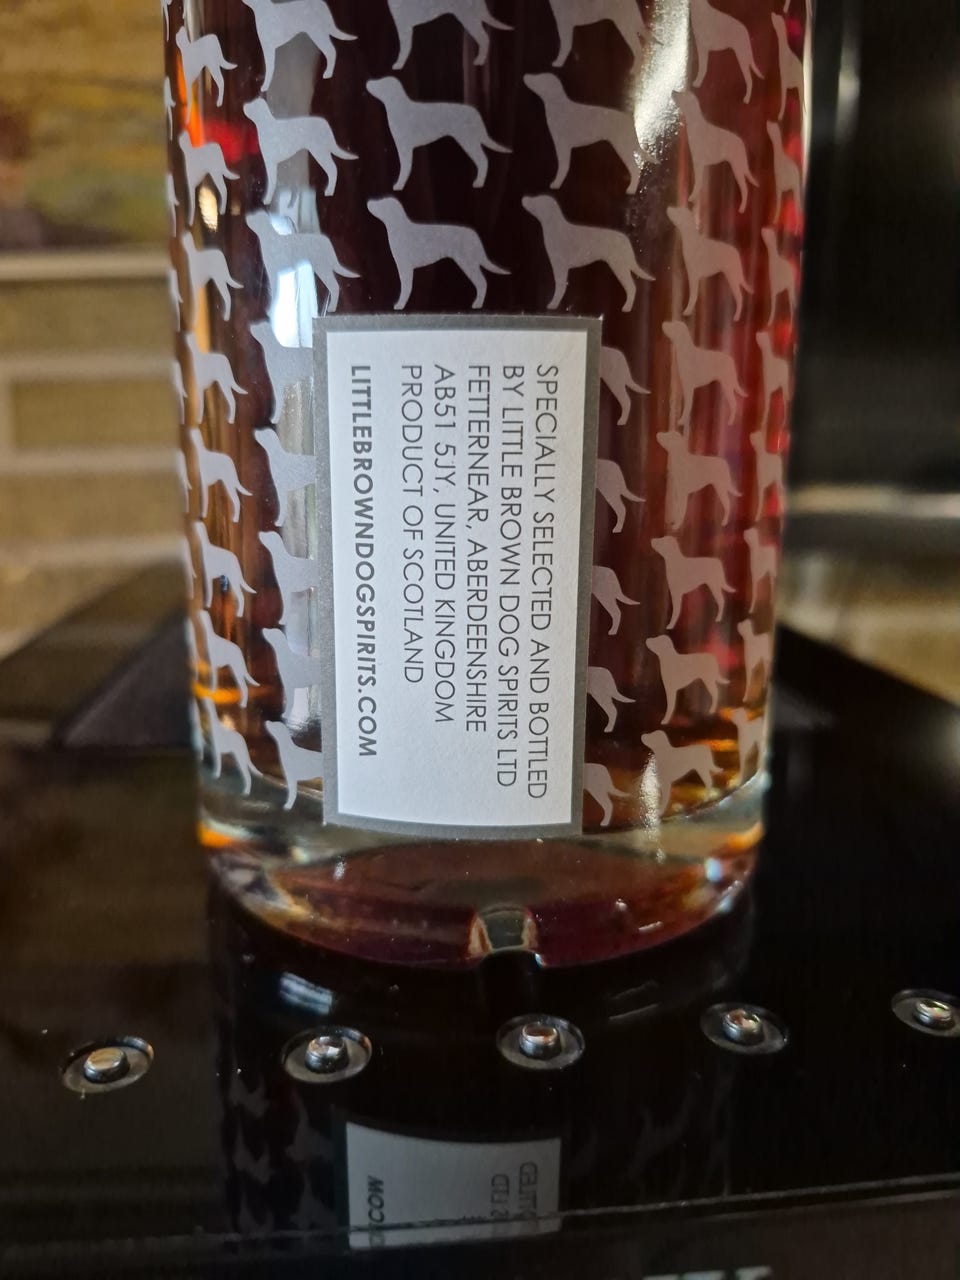 SPECIALLY SELECTED AND BOTTLED
BY LITTLE BROWN DOG SPIRITS LTD
FETTERNEAR, ABERDEENSHIRE
AB51 5JY, UNITED KINGDOM
PRODUCT OF SCOTLAND
LITTLEBROWNDOGSPIRITS.COM